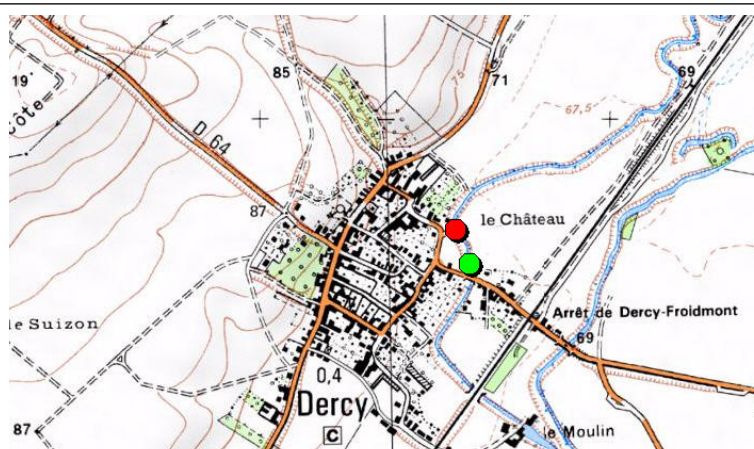 85
75
71
69
19
côte
67,5
D 64
87
le Château
le Suizon
Arrêt de Dercy-Froidmont
69
0,4
Dercy
87
C
le Moulin